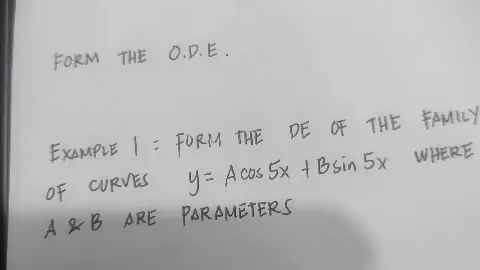 FORM THE O.D.E.
EXAMPLE 1 : FORM THE DE OF THE FAMILY
OF CURVES y = A cos 5x + B sin 5x WHERE
A & B ARE PARAMETERS